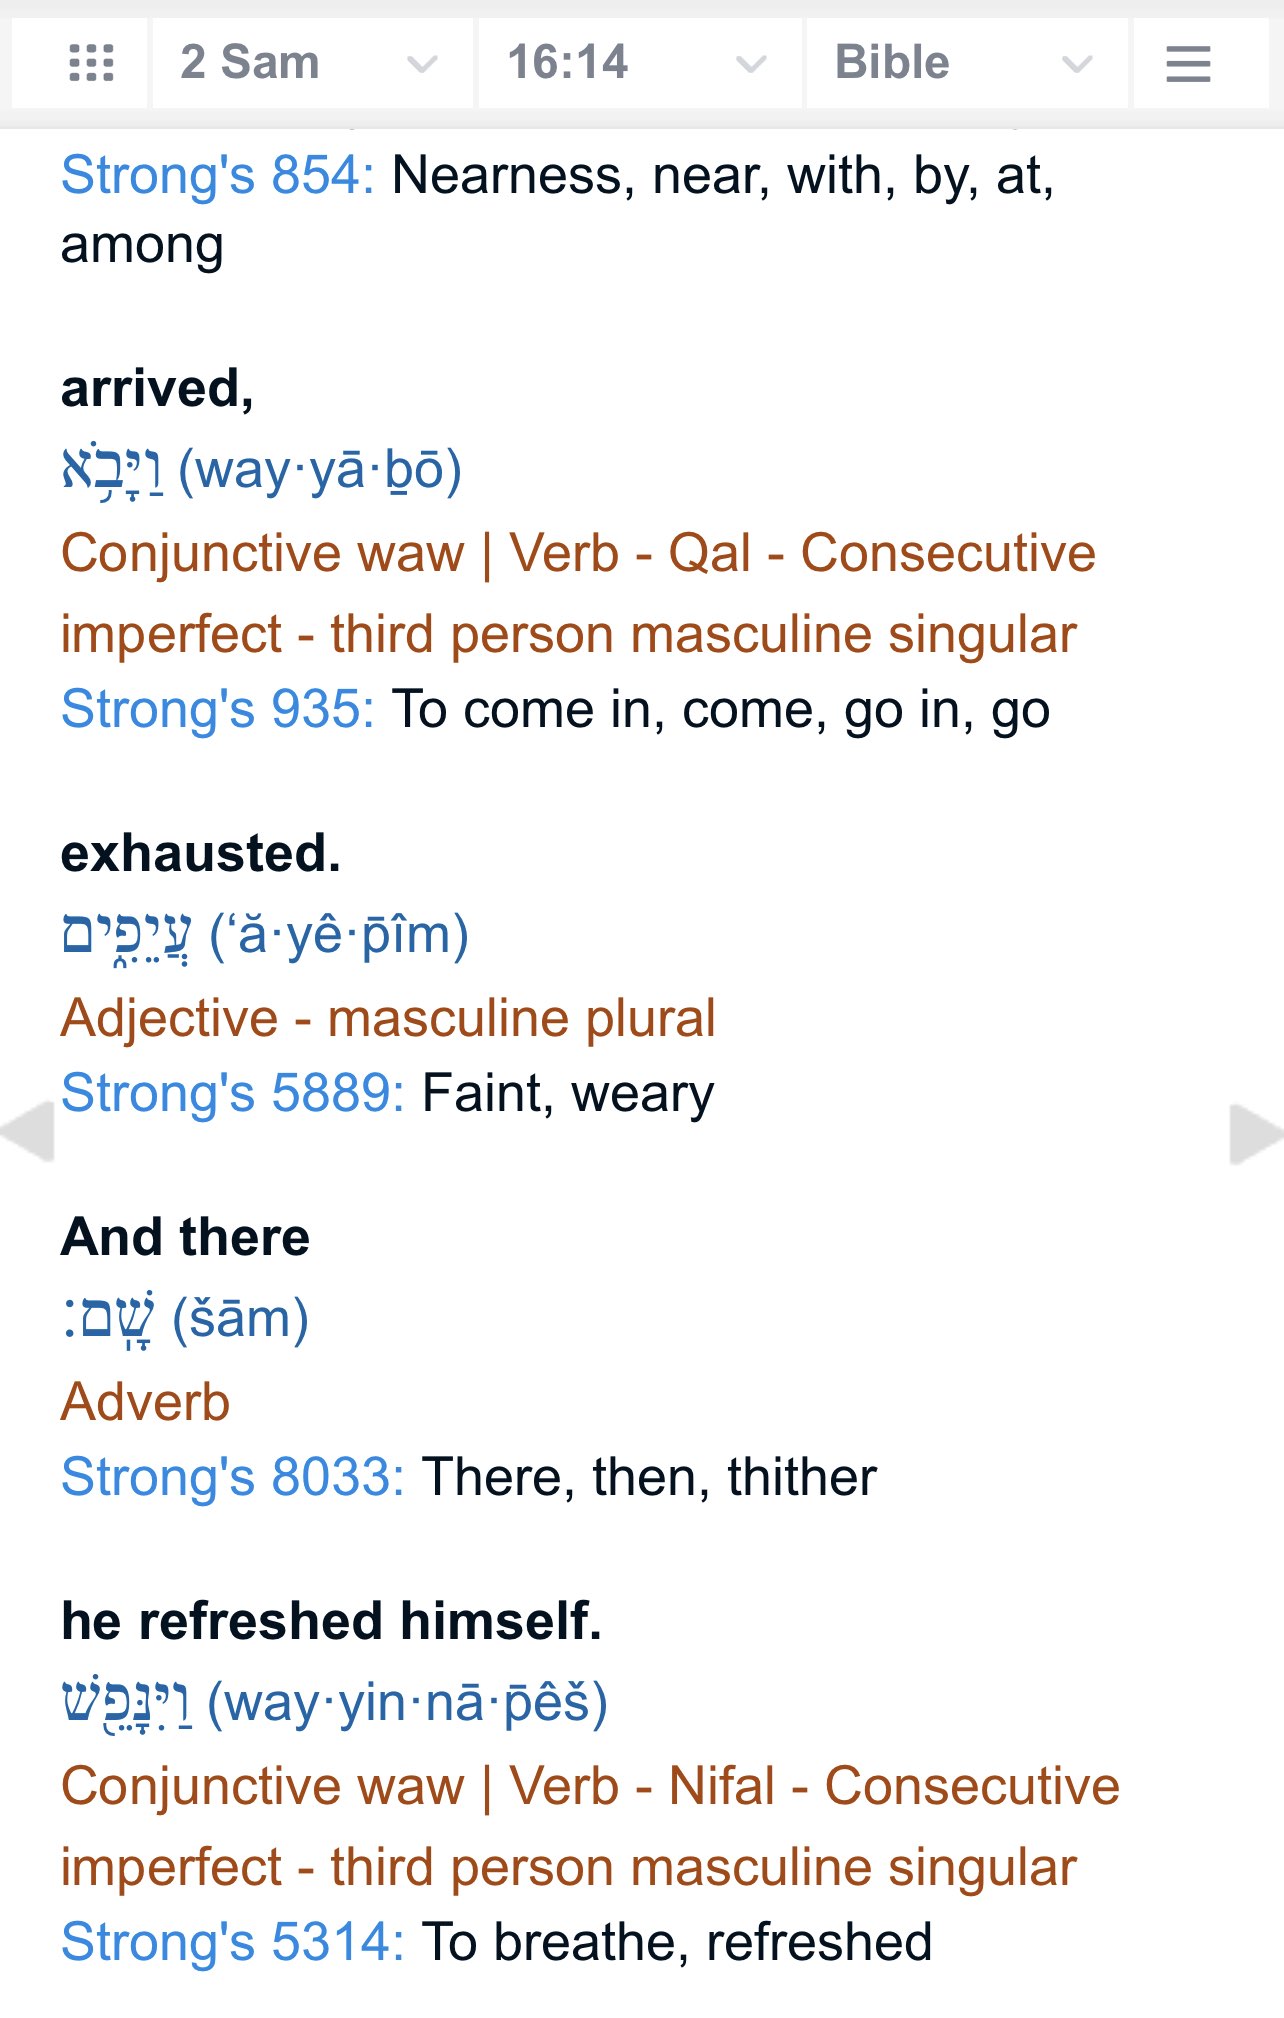 2 Sam 16:14 Bible
Strong's 854: Nearness, near, with, by, at,
among
arrived,
וַיָּבֹ֥א (way·yā·ḇō)
Conjunctive waw | Verb - Qal - Consecutive
imperfect - third person masculine singular
Strong's 935: To come in, come, go in, go
exhausted.
עֲיֵפִ֑ים (‘ă·yê·p̄îm)
Adjective - masculine plural
Strong's 5889: Faint, weary
And there
שָֽׁם׃ (šām)
Adverb
Strong's 8033: There, then, thither
he refreshed himself.
וַיִּנָּפֵ֖שׁ (way·yin·nā·p̄êš)
Conjunctive waw | Verb - Nifal - Consecutive
imperfect - third person masculine singular
Strong's 5314: To breathe, refreshed